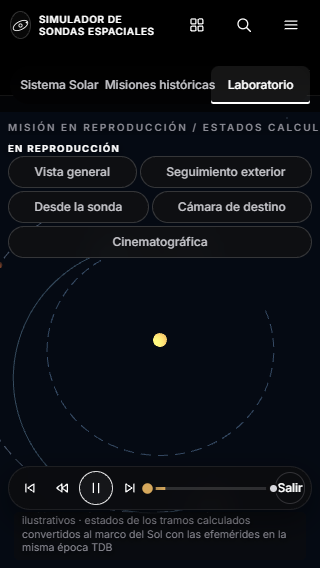 SIMULADOR DE
SONDAS ESPACIALES
Sistema Solar Misiones históricas Laboratorio
MISIÓN EN REPRODUCCIÓN / ESTADOS CALCUL
EN REPRODUCCIÓN
Vista general Seguimiento exterior
Desde la sonda Cámara de destino
Cinematográfica
Salir
ilustrativos · estados de los tramos calculados
convertidos al marco del Sol con las efemérides en la
misma época TDB